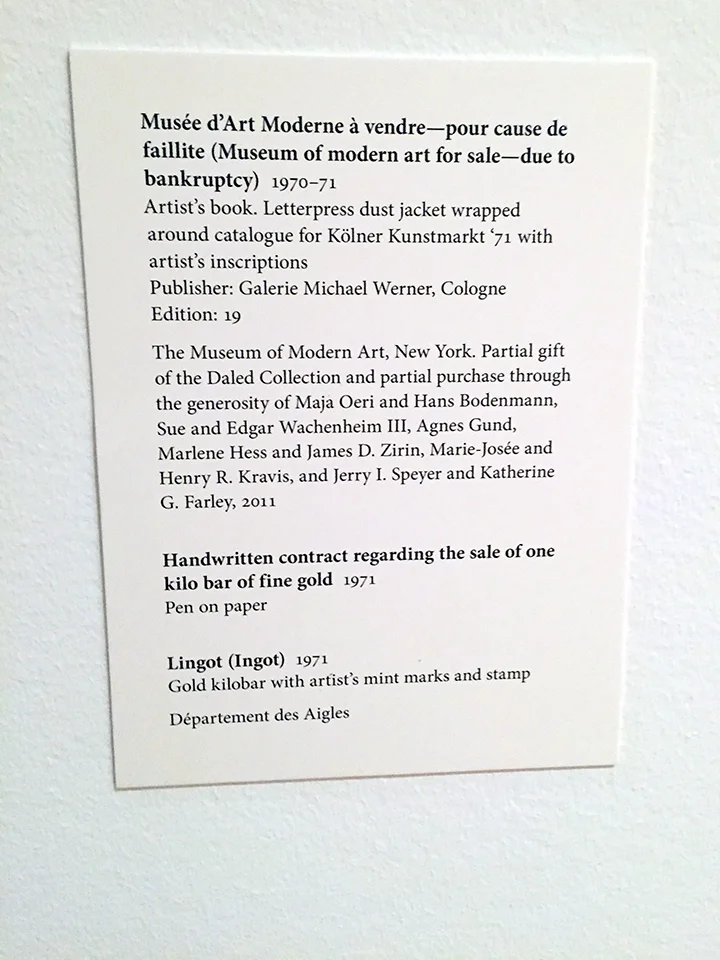 Musée d'Art Moderne à vendre—pour cause de
faillite (Museum of modern art for sale—due to
bankruptcy) 1970–71
Artist's book. Letterpress dust jacket wrapped
around catalogue for Kölner Kunstmarkt ‘71 with
artist's inscriptions
Publisher: Galerie Michael Werner, Cologne
Edition: 19
The Museum of Modern Art, New York. Partial gift
of the Daled Collection and partial purchase through
the generosity of Maja Oeri and Hans Bodenmann,
Sue and Edgar Wachenheim III, Agnes Gund,
Marlene Hess and James D. Zirin, Marie-Josée and
Henry R. Kravis, and Jerry I. Speyer and Katherine
G. Farley, 2011
Handwritten contract regarding the sale of one
kilo bar of fine gold 1971
Pen on paper
Lingot (Ingot) 1971
Gold kilobar with artist's mint marks and stamp
Département des Aigles